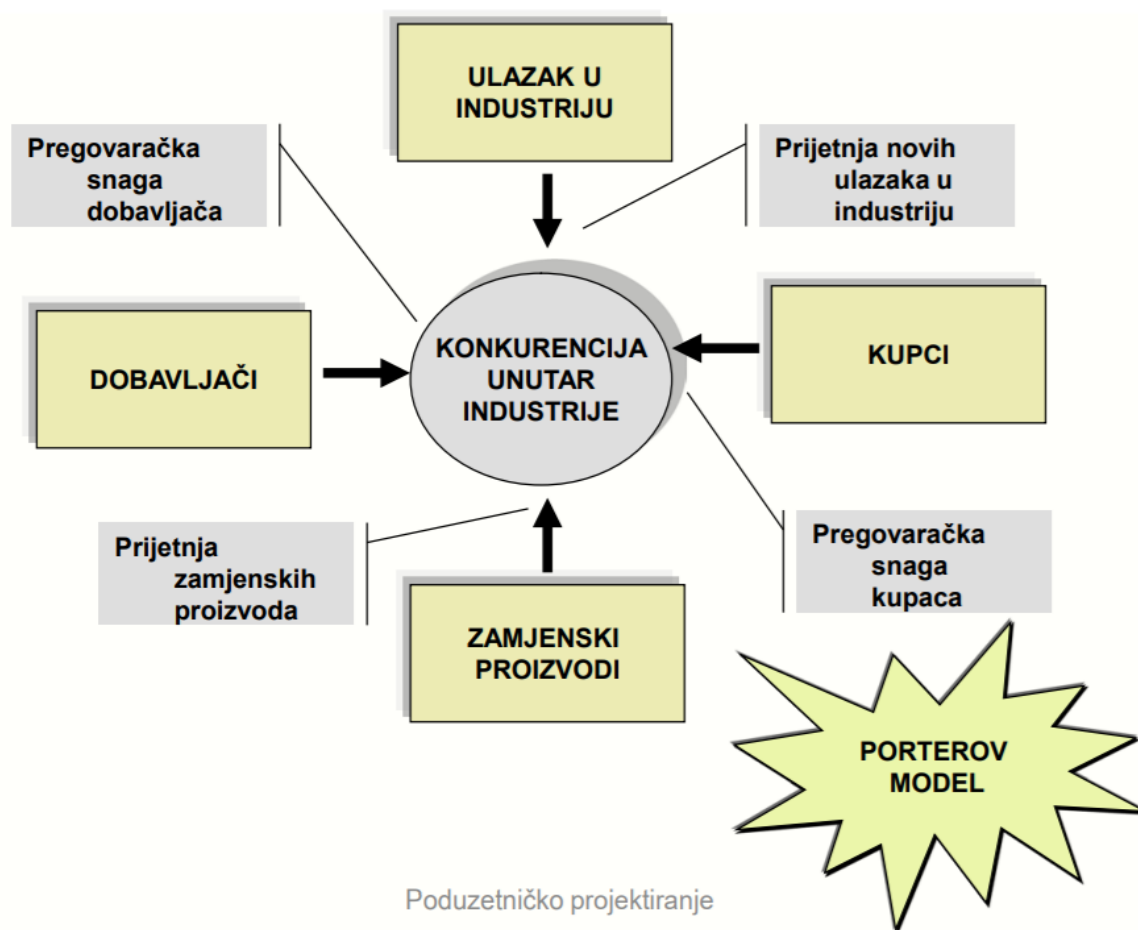 ULAZAK U
INDUSTRIJU
Pregovaračka
snaga
dobavljača
Prijetnja novih
ulazaka u
industriju
DOBAVLJAČI
KONKURENCIJA
UNUTAR
INDUSTRIJE
KUPCI
Prijetnja
zamjenskih
proizvoda
ZAMJENSKI
PROIZVODI
Pregovaračka
snaga
kupaca
PORTEROV
MODEL
Poduzetničko projektiranje